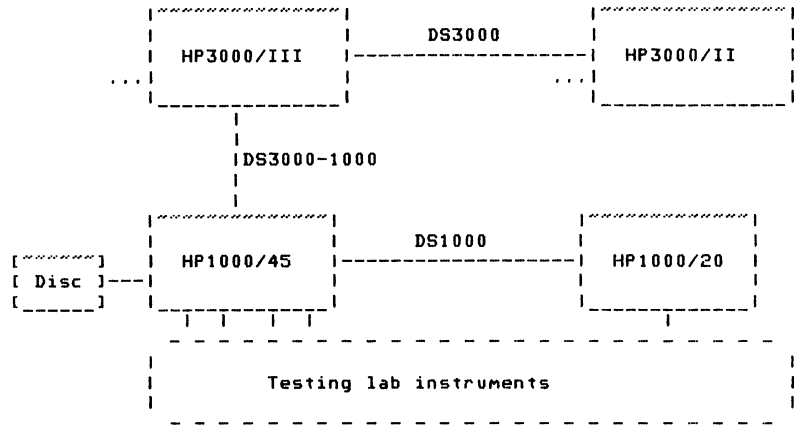 DS3000
HP3000/III
HP3000/II
...
...
DS3000-1000
DS1000
HP1000/45
HP1000/20
Disc
Testing lab instruments